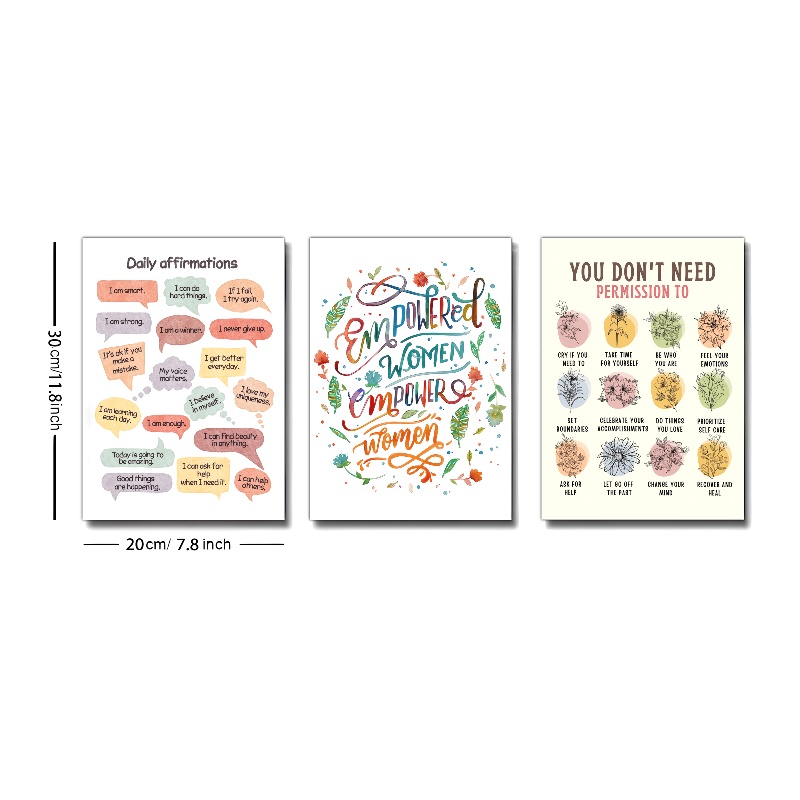 Daily affirmations
I am smart.
I can do
hard things.
If I fail,
I try again.
I am strong.
I am a winner.
I never give up.
It's ok if you
make a
mistake.
My voice
matters.
I get better
everyday.
I am learning
each day.
I am enough.
I believe
in myself.
I love my
uniqueness.
I can find beauty
in anything.
Today is going to
be amazing.
Good things
are happening.
I can ask for
help
when I need it.
I can help
others.
EMPOWERed
WOMEN
EMPOWER
women
YOU DON'T NEED
PERMISSION TO
CRY IF YOU
NEED TO
TAKE TIME
FOR YOURSELF
BE WHO
YOU ARE
FEEL YOUR
EMOTIONS
SET
BOUNDARIES
CELEBRATE YOUR
ACCOMPLISHMENTS
DO THINGS
YOU LOVE
PRIORITIZE
SELF CARE
ASK FOR
HELP
LET GO OFF
THE PAST
CHANGE YOUR
MIND
RECOVER AND
HEAL
30cm/11.8inch
20cm/ 7.8 inch